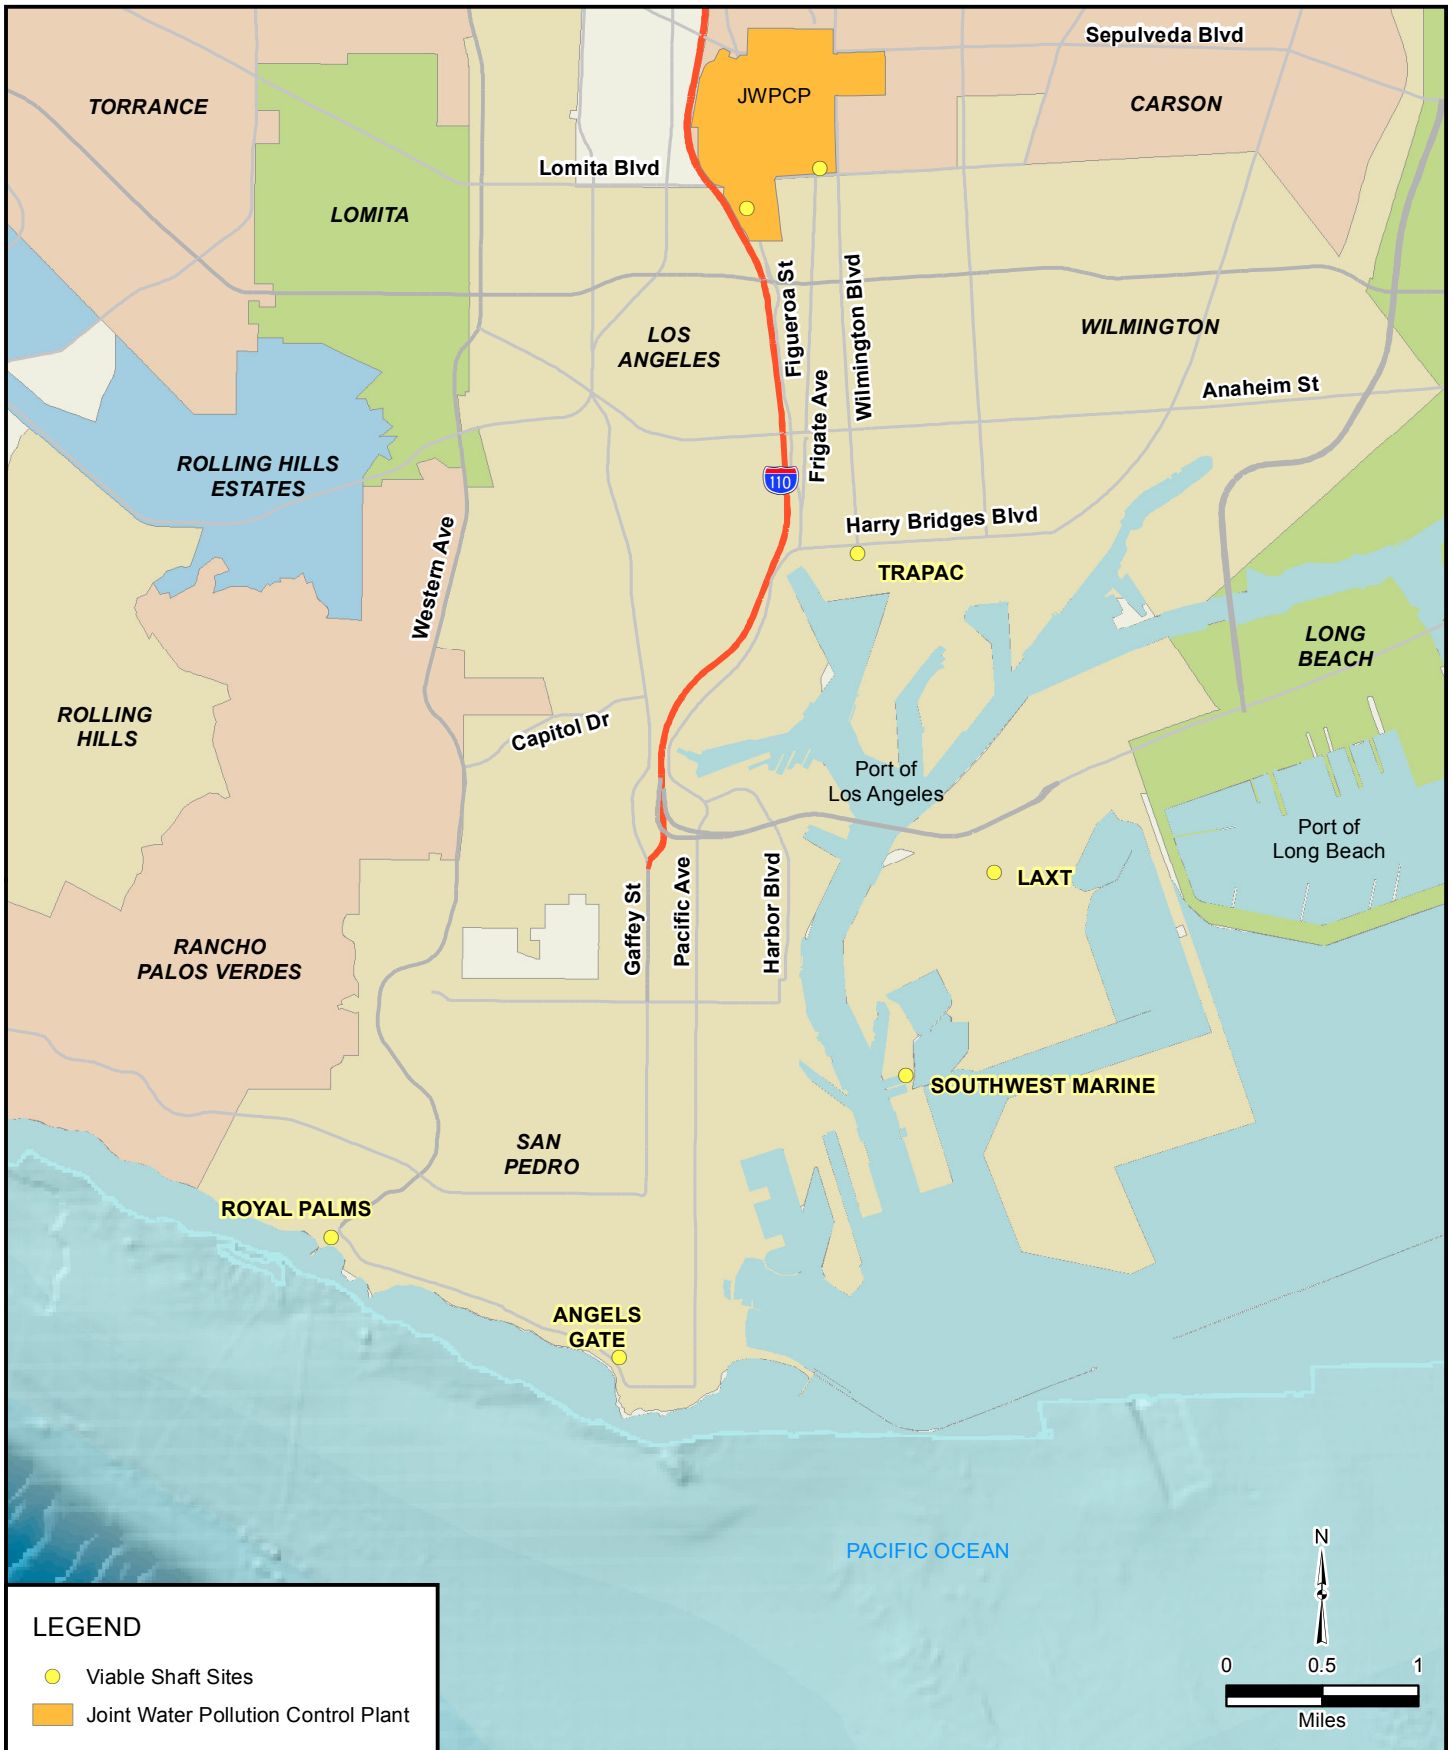 Sepulveda Blvd
JWPCP
TORRANCE
CARSON
Lomita Blvd
LOMITA
Figueroa St
Wilmington Blvd
LOS
ANGELES
WILMINGTON
Frigate Ave
Anaheim St
ROLLING HILLS
ESTATES
110
Western Ave
Harry Bridges Blvd
TRAPAC
LONG
BEACH
ROLLING
HILLS
Capitol Dr
Port of
Los Angeles
Port of
Long Beach
Gaffey St
Pacific Ave
Harbor Blvd
LAXT
RANCHO
PALOS VERDES
SOUTHWEST MARINE
SAN
PEDRO
ROYAL PALMS
ANGELS
GATE
PACIFIC OCEAN
N
LEGEND
Viable Shaft Sites
Joint Water Pollution Control Plant
0 0.5 1
Miles